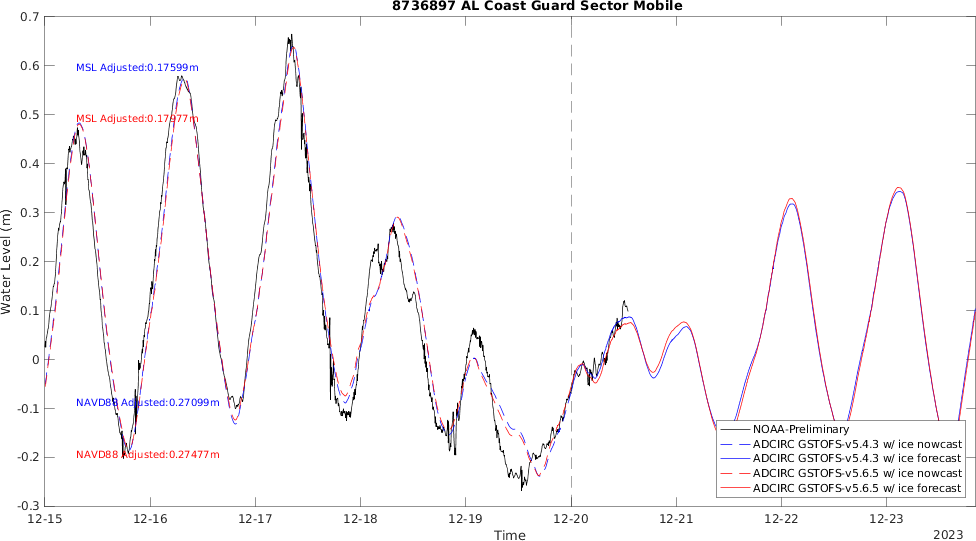 8736897 AL Coast Guard Sector Mobile
0.7
0.6
0.5
0.4
0.3
0.2
0.1
0
-0.1
-0.2
-0.3
Water Level (m)
MSL Adjusted:0.17599m
MSL Adjusted:0.17977m
NAVD88 Adjusted:0.27099m
NAVD88 Adjusted:0.27477m
NOAA-Preliminary
ADCIRC GSTOFS-v5.4.3 w/ ice nowcast
ADCIRC GSTOFS-v5.4.3 w/ ice forecast
ADCIRC GSTOFS-v5.6.5 w/ ice nowcast
ADCIRC GSTOFS-v5.6.5 w/ ice forecast
12-15 12-16 12-17 12-18 12-19 12-20 12-21 12-22 12-23
Time
2023